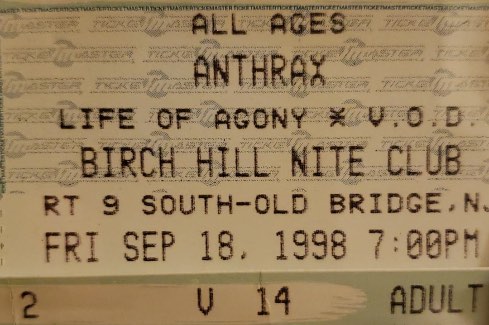 ALL AGES
ANTHRAX
LIFE OF AGONY * V.O.D.
BIRCH HILL NITE CLUB
RT 9 SOUTH-OLD BRIDGE, N
FRI SEP 18, 1998 7:00PM
2 V 14 ADULT